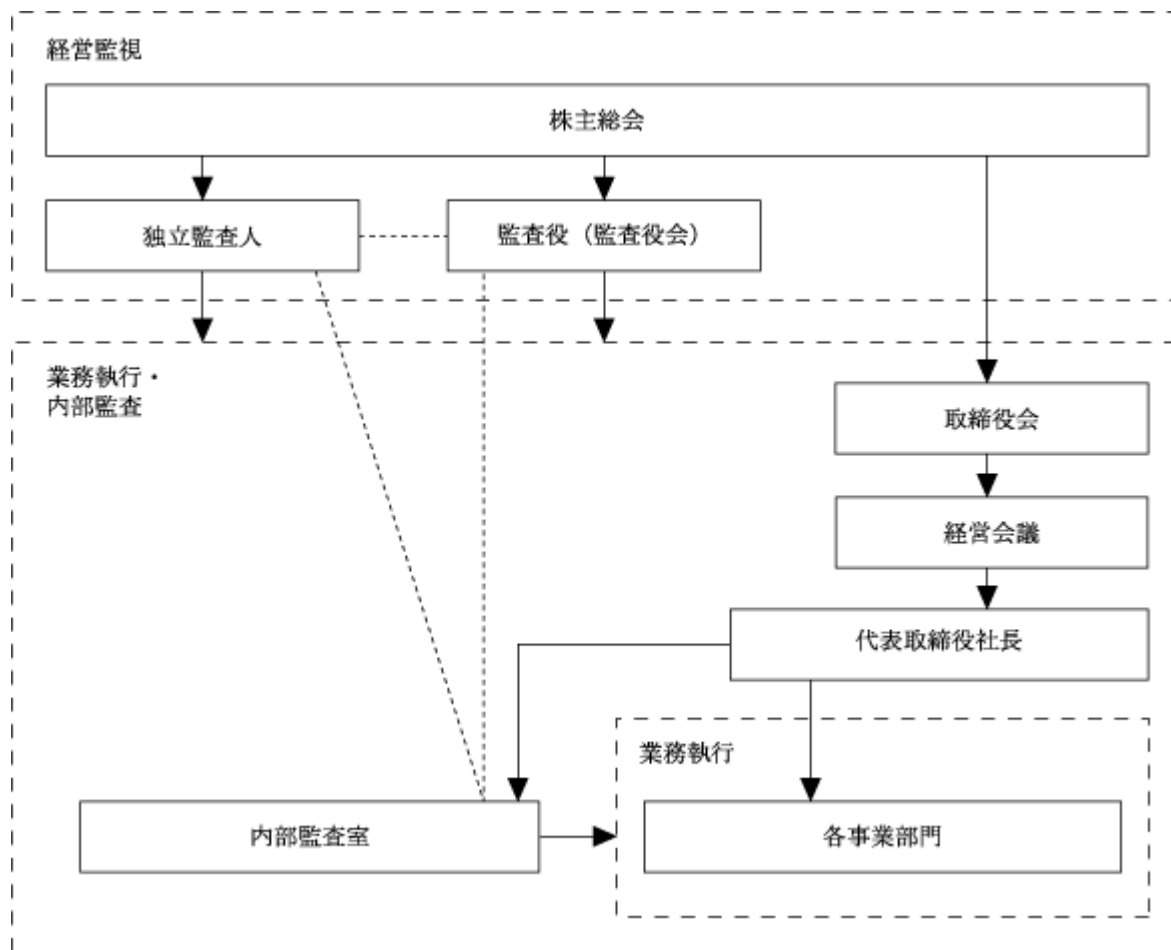 経営監視
株主総会
独立監査人
監査役（監査役会）
業務執行・
内部監査
取締役会
経営会議
代表取締役社長
業務執行
内部監査室
各事業部門